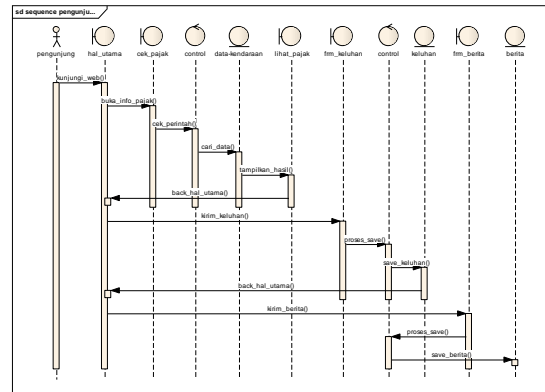 sd sequence pengunju...
pengunjung hal_utama cek_pajak control data-kendaraan lihat_pajak frm_keluhan control keluhan frm_berita berita
kunjungi_web()
buka_info_pajak()
cek_perintah()
cari_data()
tampilkan_hasil()
back_hal_utama()
kirim_keluhan()
proses_save()
save_keluhan()
back_hal_utama()
kirim_berita()
proses_save()
save_berita()